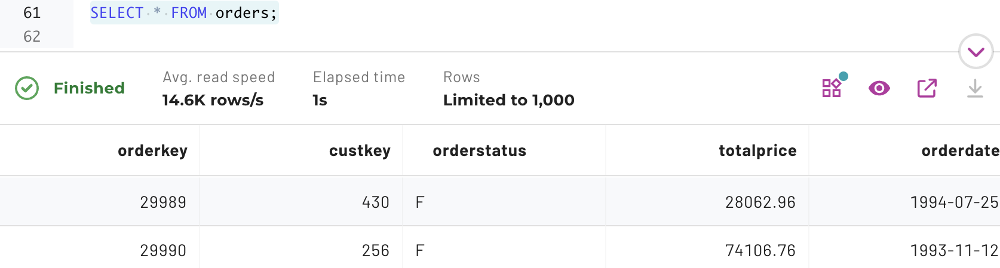 61 SELECT * FROM orders;
62
Finished
Avg. read speed
14.6K rows/s
Elapsed time
1s
Rows
Limited to 1,000
orderkey custkey orderstatus totalprice orderdate
29989 430 F 28062.96 1994-07-25
29990 256 F 74106.76 1993-11-12